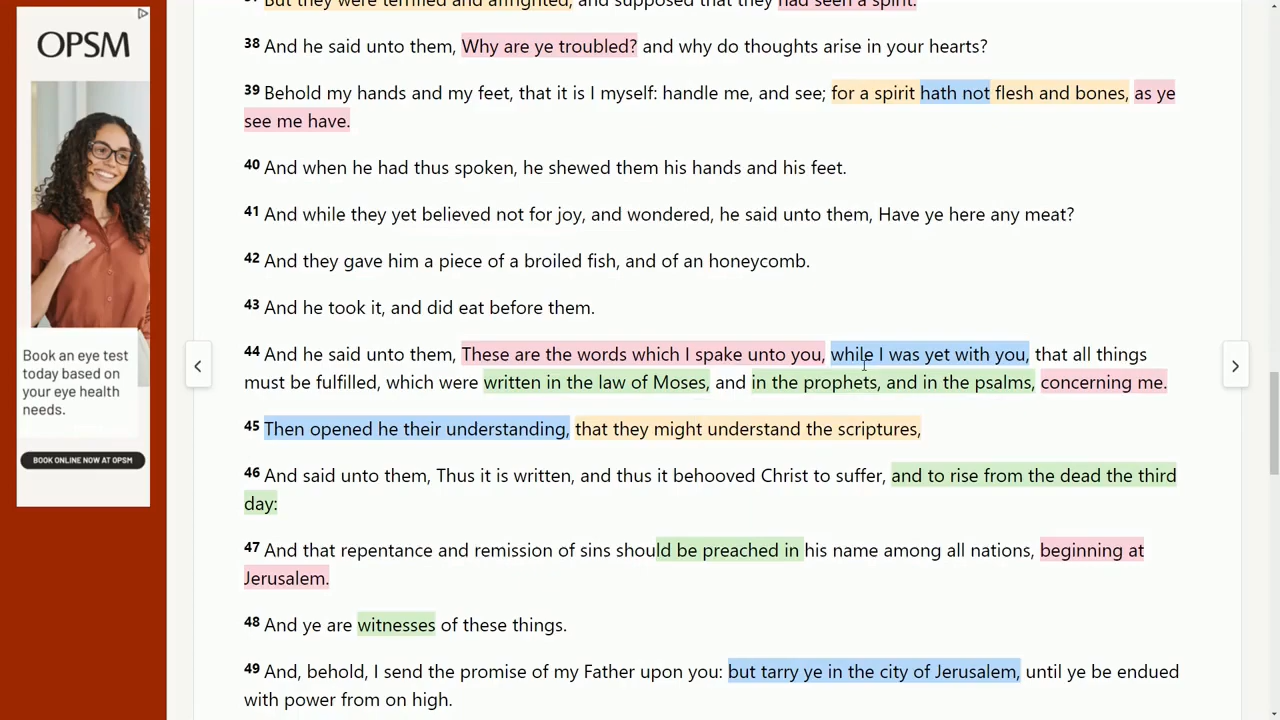 But they were terrified and affrighted, and supposed that they had seen a spirit.
38 And he said unto them, Why are ye troubled? and why do thoughts arise in your hearts?
39 Behold my hands and my feet, that it is I myself: handle me, and see; for a spirit hath not flesh and bones, as ye
see me have.
40 And when he had thus spoken, he shewed them his hands and his feet.
41 And while they yet believed not for joy, and wondered, he said unto them, Have ye here any meat?
42 And they gave him a piece of a broiled fish, and of an honeycomb.
43 And he took it, and did eat before them.
44 And he said unto them, These are the words which I spake unto you, while I was yet with you, that all things
must be fulfilled, which were written in the law of Moses, and in the prophets, and in the psalms, concerning me.
45 Then opened he their understanding, that they might understand the scriptures,
46 And said unto them, Thus it is written, and thus it behooved Christ to suffer, and to rise from the dead the third
day:
47 And that repentance and remission of sins should be preached in his name among all nations, beginning at
Jerusalem.
48 And ye are witnesses of these things.
49 And, behold, I send the promise of my Father upon you: but tarry ye in the city of Jerusalem, until ye be endued
with power from on high.
OPSM
Book an eye test
today based on
your eye health
needs.
BOOK ONLINE NOW AT OPSM